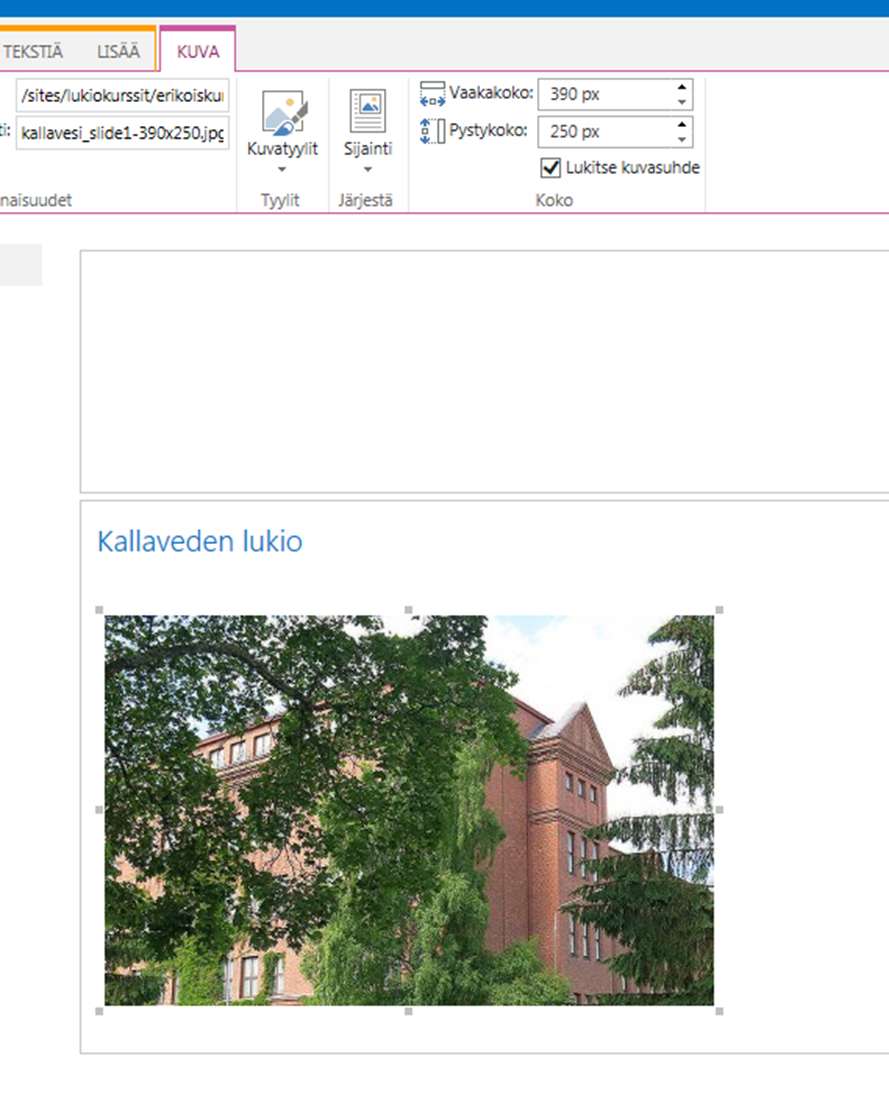 TEKSTIÄ LISÄÄ KUVA
/sites/lukiokurssit/erikoisku
Vaakakoko: 390 px
ti: kallavesi_slide1-390x250.jpg
Pystykoko: 250 px
Kuvatyylit Sijainti
Lukitse kuvasuhde
naisuudet Tyylit Järjestä Koko
Kallaveden lukio